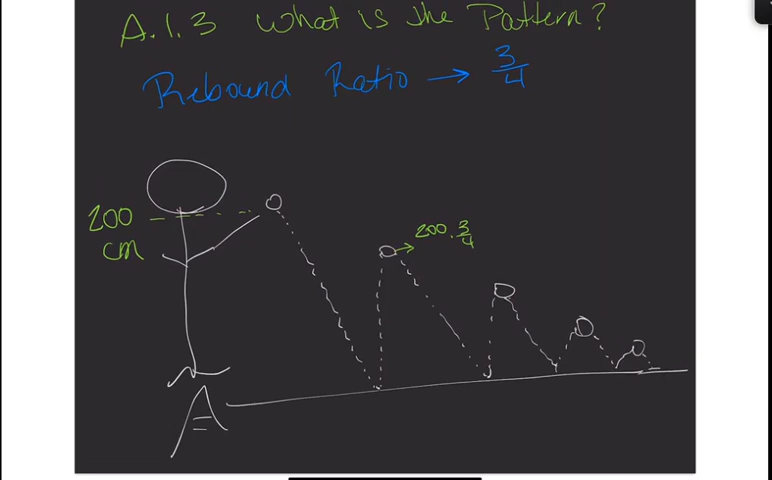 A.1.3 What is the Pattern?
Rebound Ratio → 3/4
200 cm
200 · 3/4